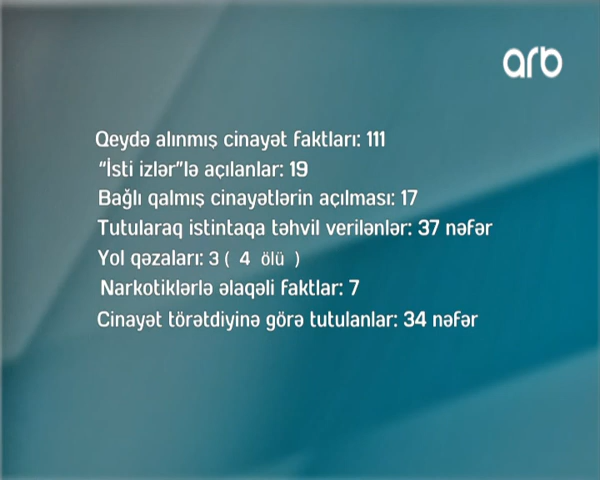 arb
Qeydə alınmış cinayət faktları: 111
"İsti izlər"lə açılanlar: 19
Bağlı qalmış cinayətlərin açılması: 17
Tutularaq istintaqa təhvil verilənlər: 37 nəfər
Yol qəzaları: 3 ( 4 ölü )
Narkotiklərlə əlaqəli faktlar: 7
Cinayət törətdiyinə görə tutulanlar: 34 nəfər